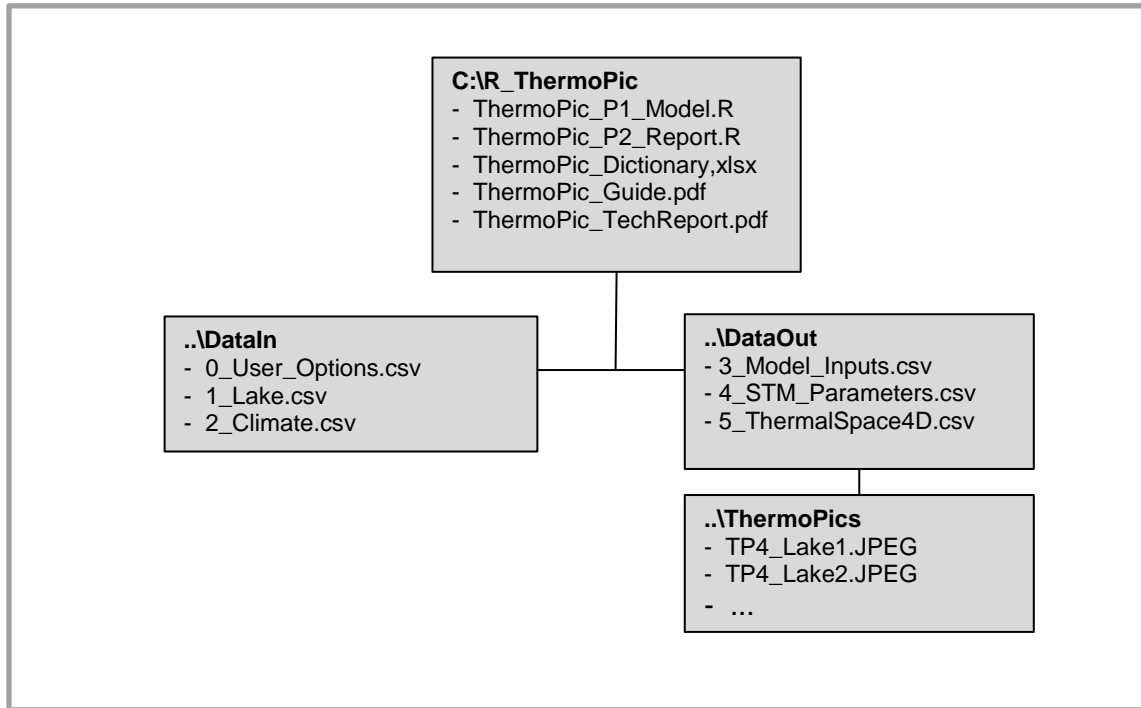 C:\R_ThermoPic
- ThermoPic_P1_Model.R
- ThermoPic_P2_Report.R
- ThermoPic_Dictionary,xlsx
- ThermoPic_Guide.pdf
- ThermoPic_TechReport.pdf
..\DataIn
- 0_User_Options.csv
- 1_Lake.csv
- 2_Climate.csv
..\DataOut
- 3_Model_Inputs.csv
- 4_STM_Parameters.csv
- 5_ThermalSpace4D.csv
..\ThermoPics
- TP4_Lake1.JPEG
- TP4_Lake2.JPEG
- ...